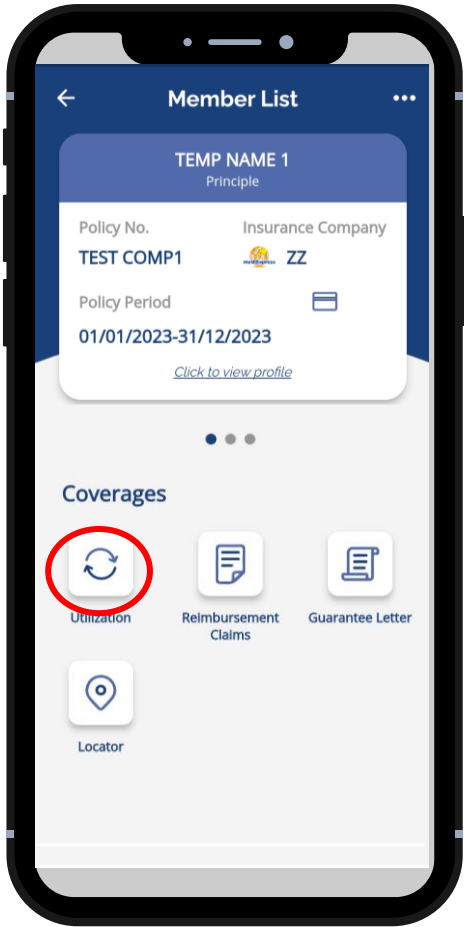 Member List
TEMP NAME 1
Principle
Policy No.
Insurance Company
TEST COMP1
ZZ
Policy Period
01/01/2023-31/12/2023
Click to view profile
Coverages
Utilization
Reimbursement
Claims
Guarantee Letter
Locator